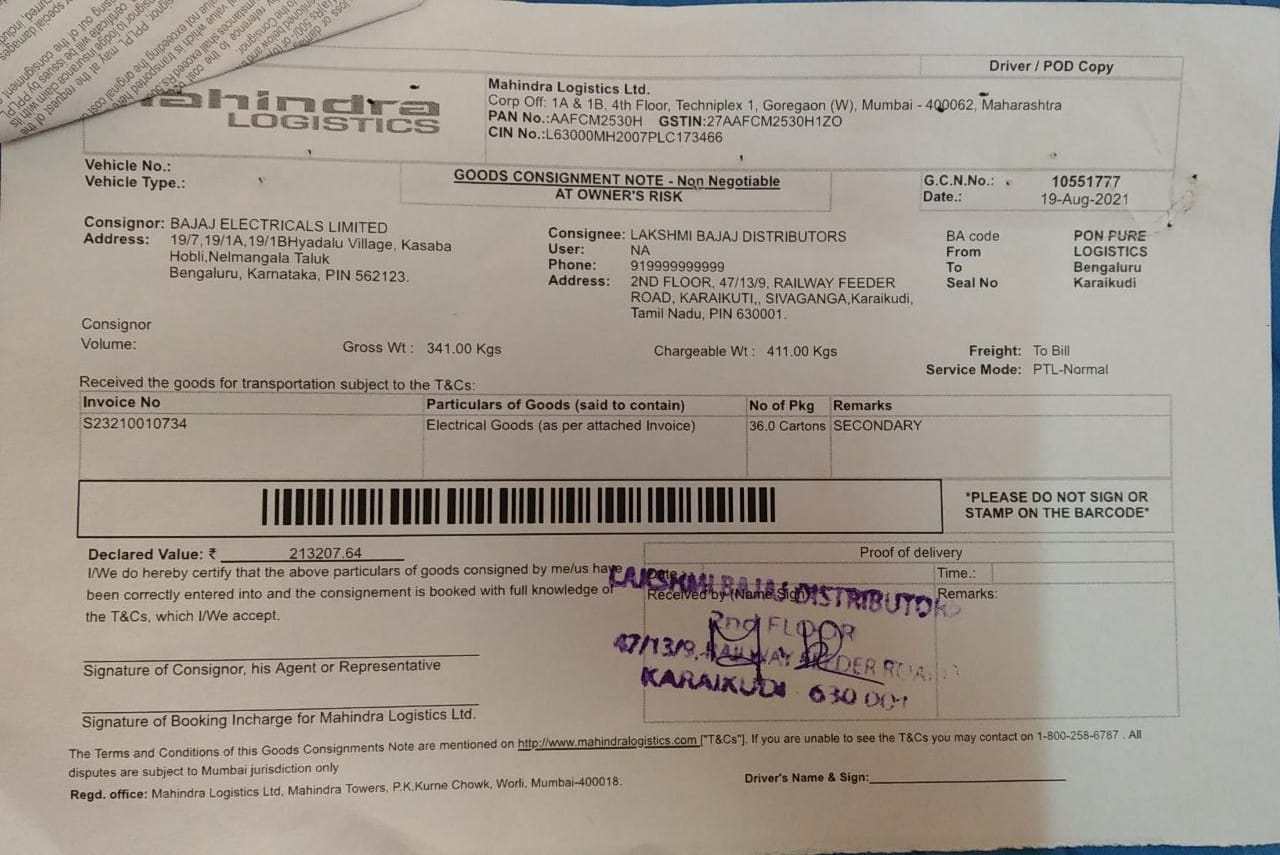 Driver / POD Copy
mahindra
LOGISTICS
Mahindra Logistics Ltd.
Corp Off: 1A & 1B, 4th Floor, Techniplex 1, Goregaon (W), Mumbai - 400062, Maharashtra
PAN No.:AAFCM2530H GSTIN:27AAFCM2530H1ZO
CIN No.:L63000MH2007PLC173466
Vehicle No.:
Vehicle Type.:
GOODS CONSIGNMENT NOTE - Non Negotiable
AT OWNER'S RISK
G.C.N.No.: 10551777
Date.: 19-Aug-2021
Consignor: BAJAJ ELECTRICALS LIMITED
Address: 19/7,19/1A,19/1BHyadalu Village, Kasaba
Hobli,Nelmangala Taluk
Bengaluru, Karnataka, PIN 562123.
Consignee: LAKSHMI BAJAJ DISTRIBUTORS
User: NA
Phone: 919999999999
Address: 2ND FLOOR, 47/13/9, RAILWAY FEEDER
ROAD, KARAIKUTI,, SIVAGANGA,Karaikudi,
Tamil Nadu, PIN 630001.
BA code PON PURE
From LOGISTICS
To Bengaluru
Seal No Karaikudi
Consignor
Volume:
Gross Wt : 341.00 Kgs
Chargeable Wt : 411.00 Kgs
Freight: To Bill
Service Mode: PTL-Normal
Received the goods for transportation subject to the T&Cs:
Invoice No Particulars of Goods (said to contain) No of Pkg Remarks
S23210010734 Electrical Goods (as per attached Invoice) 36.0 Cartons SECONDARY
*PLEASE DO NOT SIGN OR
STAMP ON THE BARCODE*
Declared Value: ₹ 213207.64
I/We do hereby certify that the above particulars of goods consigned by me/us have
been correctly entered into and the consignement is booked with full knowledge of
the T&Cs, which I/We accept.
Proof of delivery
Date.:
Time.:
Received by (Name,Sign)
Remarks:
LAKSHMI BAJAJ DISTRIBUTORS
2nd FLOOR
47/13/9, RAILWAY FEEDER ROAD
KARAIKUDI 630 001
Signature of Consignor, his Agent or Representative
Signature of Booking Incharge for Mahindra Logistics Ltd.
The Terms and Conditions of this Goods Consignments Note are mentioned on http://www.mahindralogistics.com ["T&Cs"]. If you are unable to see the T&Cs you may contact on 1-800-258-6787 . All
disputes are subject to Mumbai jurisdiction only
Regd. office: Mahindra Logistics Ltd, Mahindra Towers, P.K.Kurne Chowk, Worli, Mumbai-400018.
Driver's Name & Sign: